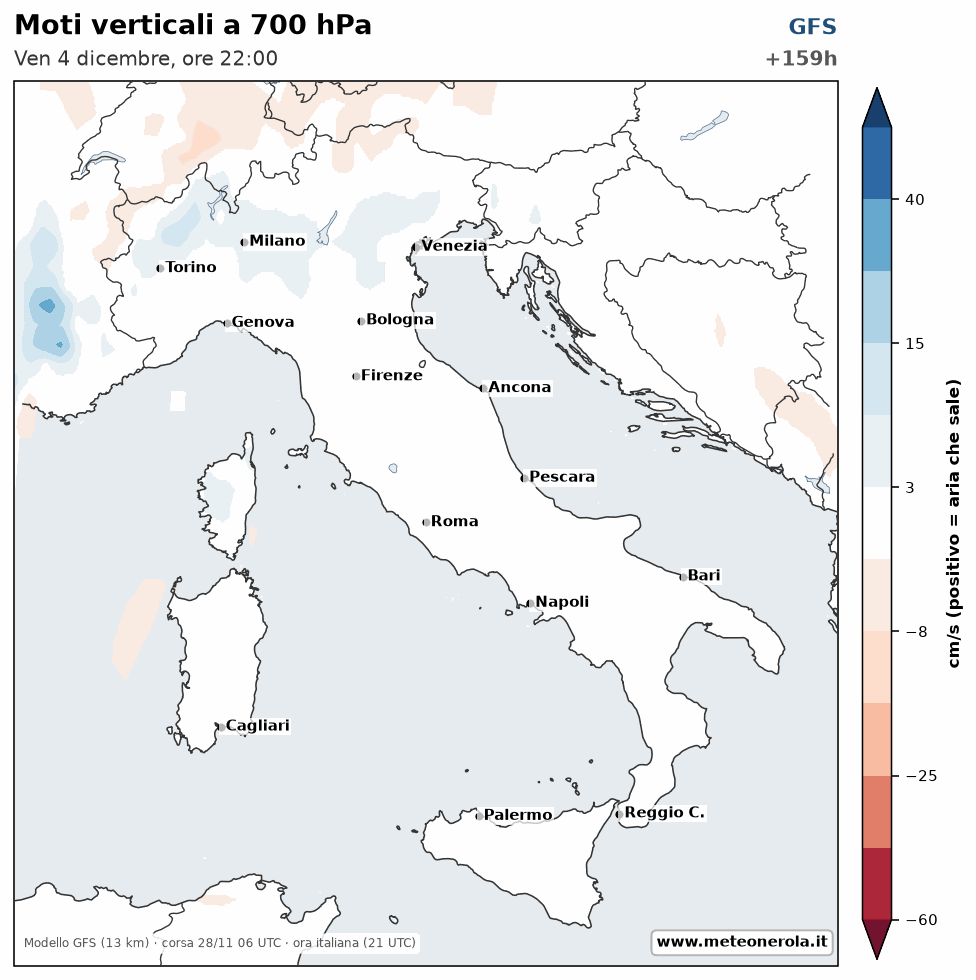 Moti verticali a 700 hPa
GFS
Ven 4 dicembre, ore 22:00
+159h
Milano
Venezia
Torino
Genova
Bologna
Firenze
Ancona
Pescara
Roma
Bari
Napoli
Cagliari
Palermo
Reggio C.
40
15
3
−8
−25
−60
cm/s (positivo = aria che sale)
Modello GFS (13 km) · corsa 28/11 06 UTC · ora italiana (21 UTC)
www.meteonerola.it